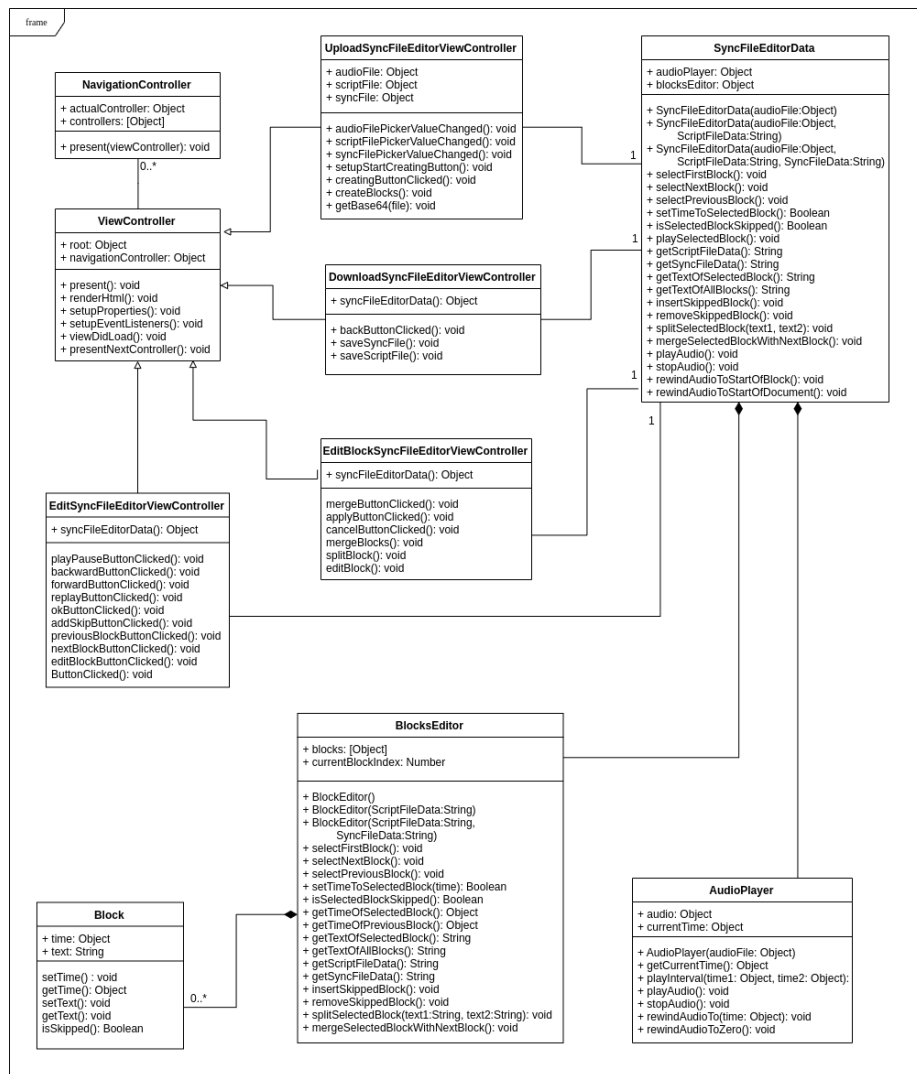 frame
NavigationController
+ actualController: Object
+ controllers: [Object]
+ present(viewController): void
0..*
ViewController
+ root: Object
+ navigationController: Object
+ present(): void
+ renderHtml(): void
+ setupProperties(): void
+ setupEventListeners(): void
+ viewDidLoad(): void
+ presentNextController(): void
UploadSyncFileEditorViewController
+ audioFile: Object
+ scriptFile: Object
+ syncFile: Object
+ audioFilePickerValueChanged(): void
+ scriptFilePickerValueChanged(): void
+ syncFilePickerValueChanged(): void
+ setupStartCreatingButton(): void
+ creatingButtonClicked(): void
+ createBlocks(): void
+ getBase64(file): void
1
DownloadSyncFileEditorViewController
+ syncFileEditorData(): Object
+ backButtonClicked(): void
+ saveSyncFile(): void
+ saveScriptFile(): void
1
SyncFileEditorData
+ audioPlayer: Object
+ blocksEditor: Object
+ SyncFileEditorData(audioFile:Object)
+ SyncFileEditorData(audioFile:Object,
ScriptFileData:String)
+ SyncFileEditorData(audioFile:Object,
ScriptFileData:String, SyncFileData:String)
+ selectFirstBlock(): void
+ selectNextBlock(): void
+ selectPreviousBlock(): void
+ setTimeToSelectedBlock(): Boolean
+ isSelectedBlockSkipped(): Boolean
+ playSelectedBlock(): void
+ getScriptFileData(): String
+ getSyncFileData(): String
+ getTextOfSelectedBlock(): String
+ getTextOfAllBlocks(): String
+ insertSkippedBlock(): void
+ removeSkippedBlock(): void
+ splitSelectedBlock(text1, text2): void
+ mergeSelectedBlockWithNextBlock(): void
+ playAudio(): void
+ stopAudio(): void
+ rewindAudioToStartOfBlock(): void
+ rewindAudioToStartOfDocument(): void
1
1
EditBlockSyncFileEditorViewController
+ syncFileEditorData(): Object
mergeButtonClicked(): void
applyButtonClicked(): void
cancelButtonClicked(): void
mergeBlocks(): void
splitBlock(): void
editBlock(): void
EditSyncFileEditorViewController
+ syncFileEditorData(): Object
playPauseButtonClicked(): void
backwardButtonClicked(): void
forwardButtonClicked(): void
replayButtonClicked(): void
okButtonClicked(): void
addSkipButtonClicked(): void
previousBlockButtonClicked(): void
nextBlockButtonClicked(): void
editBlockButtonClicked(): void
ButtonClicked(): void
BlocksEditor
+ blocks: [Object]
+ currentBlockIndex: Number
+ BlockEditor()
+ BlockEditor(ScriptFileData:String)
+ BlockEditor(ScriptFileData:String,
SyncFileData:String)
+ selectFirstBlock(): void
+ selectNextBlock(): void
+ selectPreviousBlock(): void
+ setTimeToSelectedBlock(time): Boolean
+ isSelectedBlockSkipped(): Boolean
+ getTimeOfSelectedBlock(): Object
+ getTimeOfPreviousBlock(): Object
+ getTextOfSelectedBlock(): String
+ getTextOfAllBlocks(): String
+ getScriptFileData(): String
+ getSyncFileData(): String
+ insertSkippedBlock(): void
+ removeSkippedBlock(): void
+ splitSelectedBlock(text1:String, text2:String): void
+ mergeSelectedBlockWithNextBlock(): void
Block
+ time: Object
+ text: String
setTime() : void
getTime(): Object
setText(): void
getText(): void
isSkipped(): Boolean
0..*
AudioPlayer
+ audio: Object
+ currentTime: Object
+ AudioPlayer(audioFile: Object)
+ getCurrentTime(): Object
+ playInterval(time1: Object, time2: Object):
+ playAudio(): void
+ stopAudio(): void
+ rewindAudioTo(time: Object): void
+ rewindAudioToZero(): void